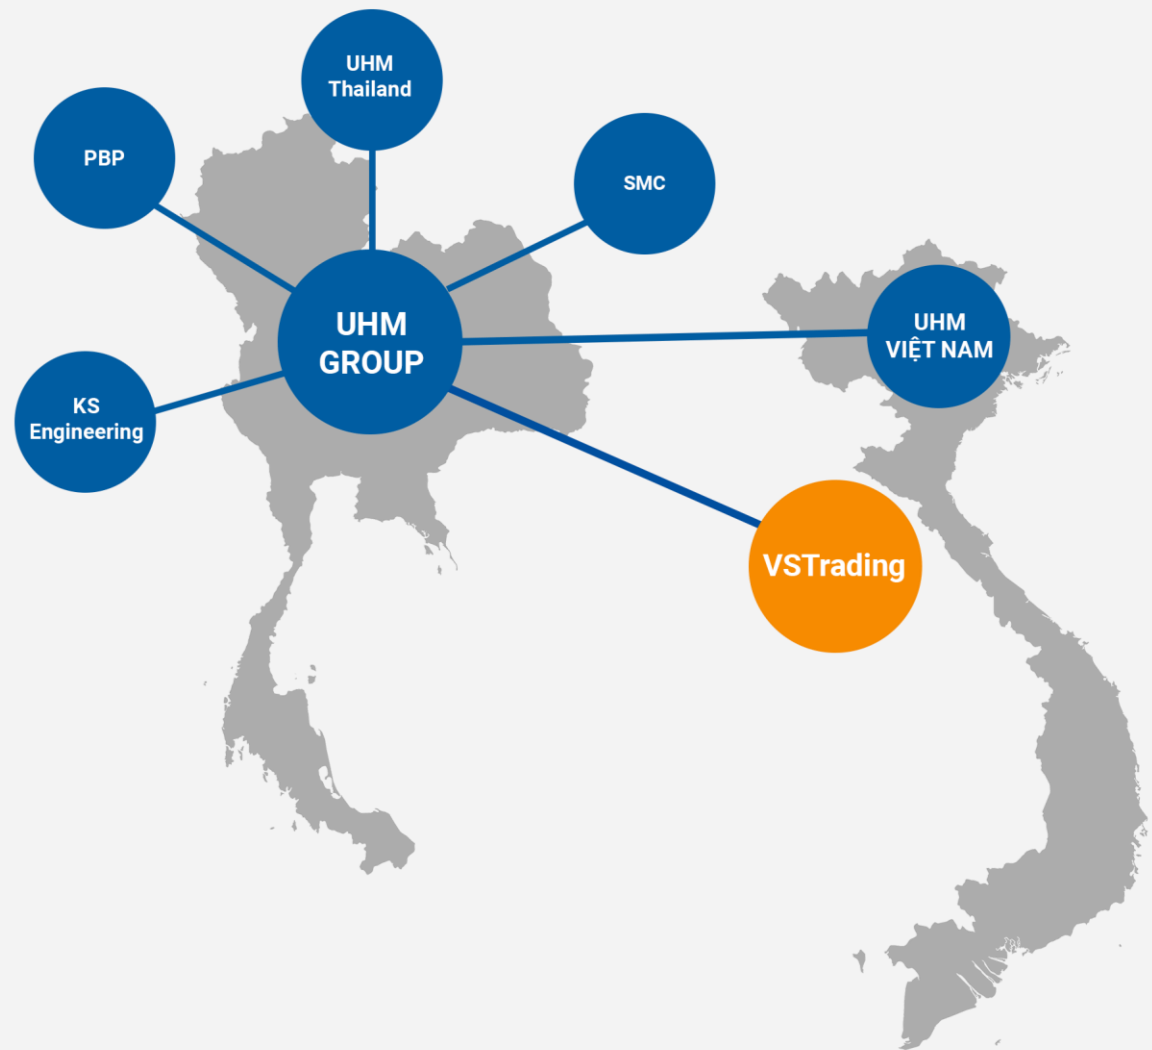 UHM
Thailand
PBP
SMC
UHM
GROUP
UHM
VIỆT NAM
KS
Engineering
VSTrading